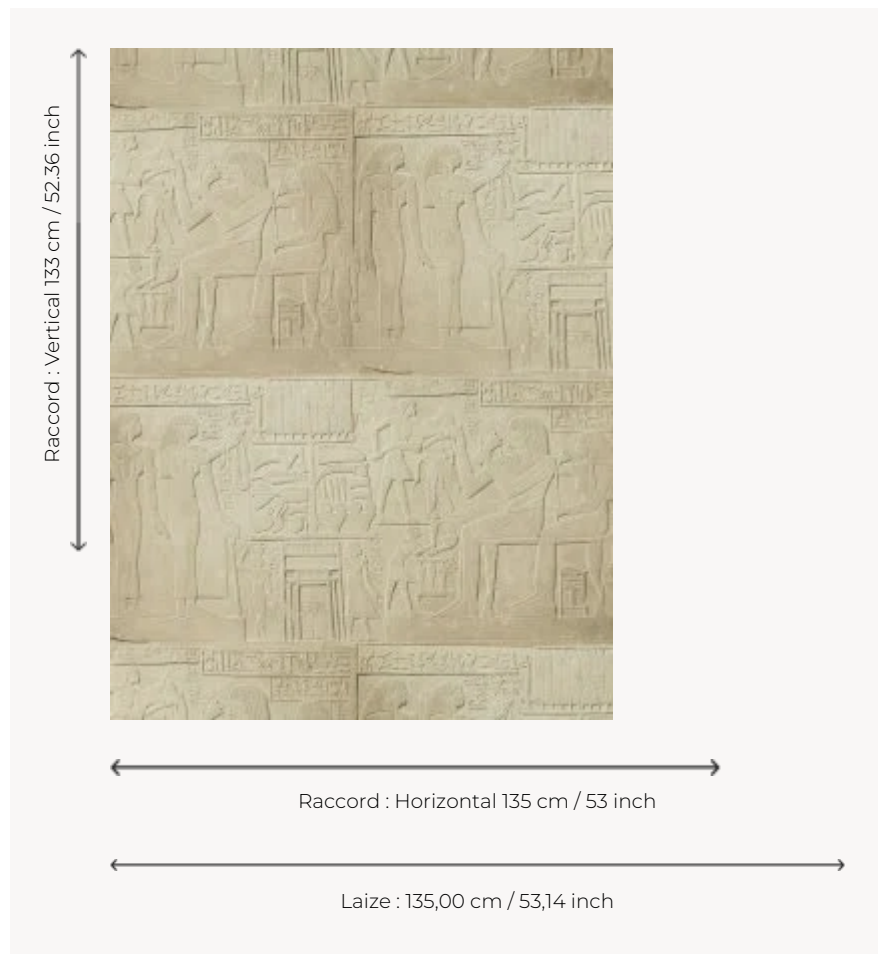 Raccord : Vertical 133 cm / 52.36 inch
Raccord : Horizontal 135 cm / 53 inch
Laize : 135,00 cm / 53,14 inch